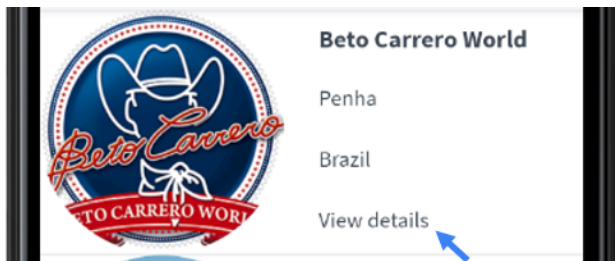 Beto Carrero
BETO CARRERO WORL
Beto Carrero World
Penha
Brazil
View details